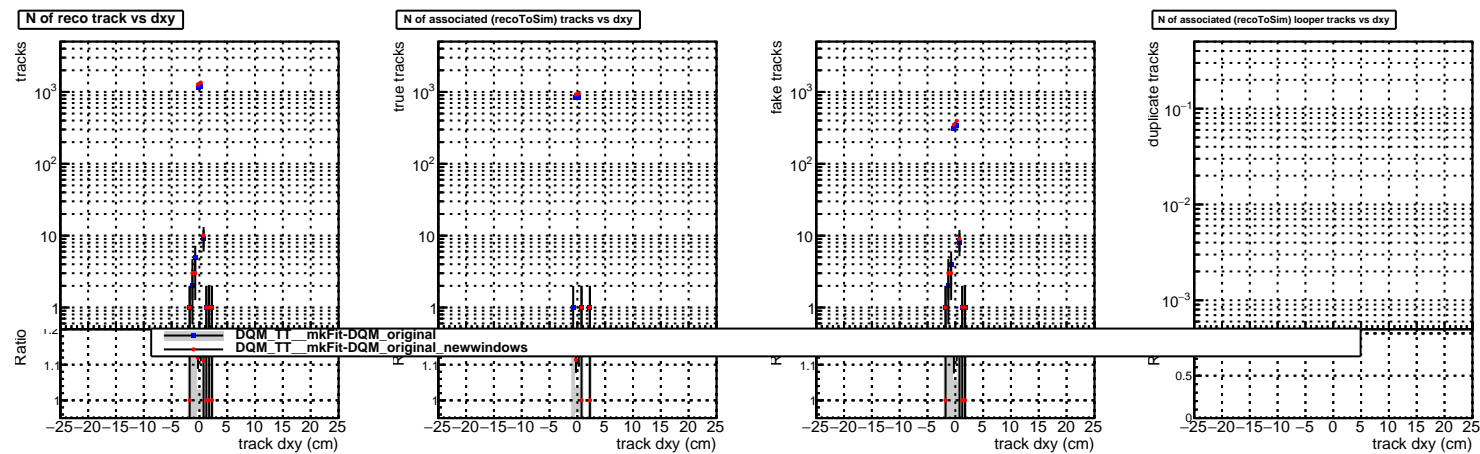 N of reco track vs dxy
tracks
10³
10²
10
1
Ratio
1.2
1.1
1
−25−20−15−10−5 0 5 10 15 20 25
track dxy (cm)
N of associated (recoToSim) tracks vs dxy
true tracks
10³
10²
10
1
−25−20−15−10−5 0 5 10 15 20 25
track dxy (cm)
fake tracks
10³
10²
10
1
−25−20−15−10−5 0 5 10 15 20 25
track dxy (cm)
N of associated (recoToSim) looper tracks vs dxy
duplicate tracks
10⁻¹
10⁻²
10⁻³
0.5
0
−25−20−15−10−5 0 5 10 15 20 25
track dxy (cm)
DQM_TT__mkFit-DQM_original
DQM_TT__mkFit-DQM_original_newwindows